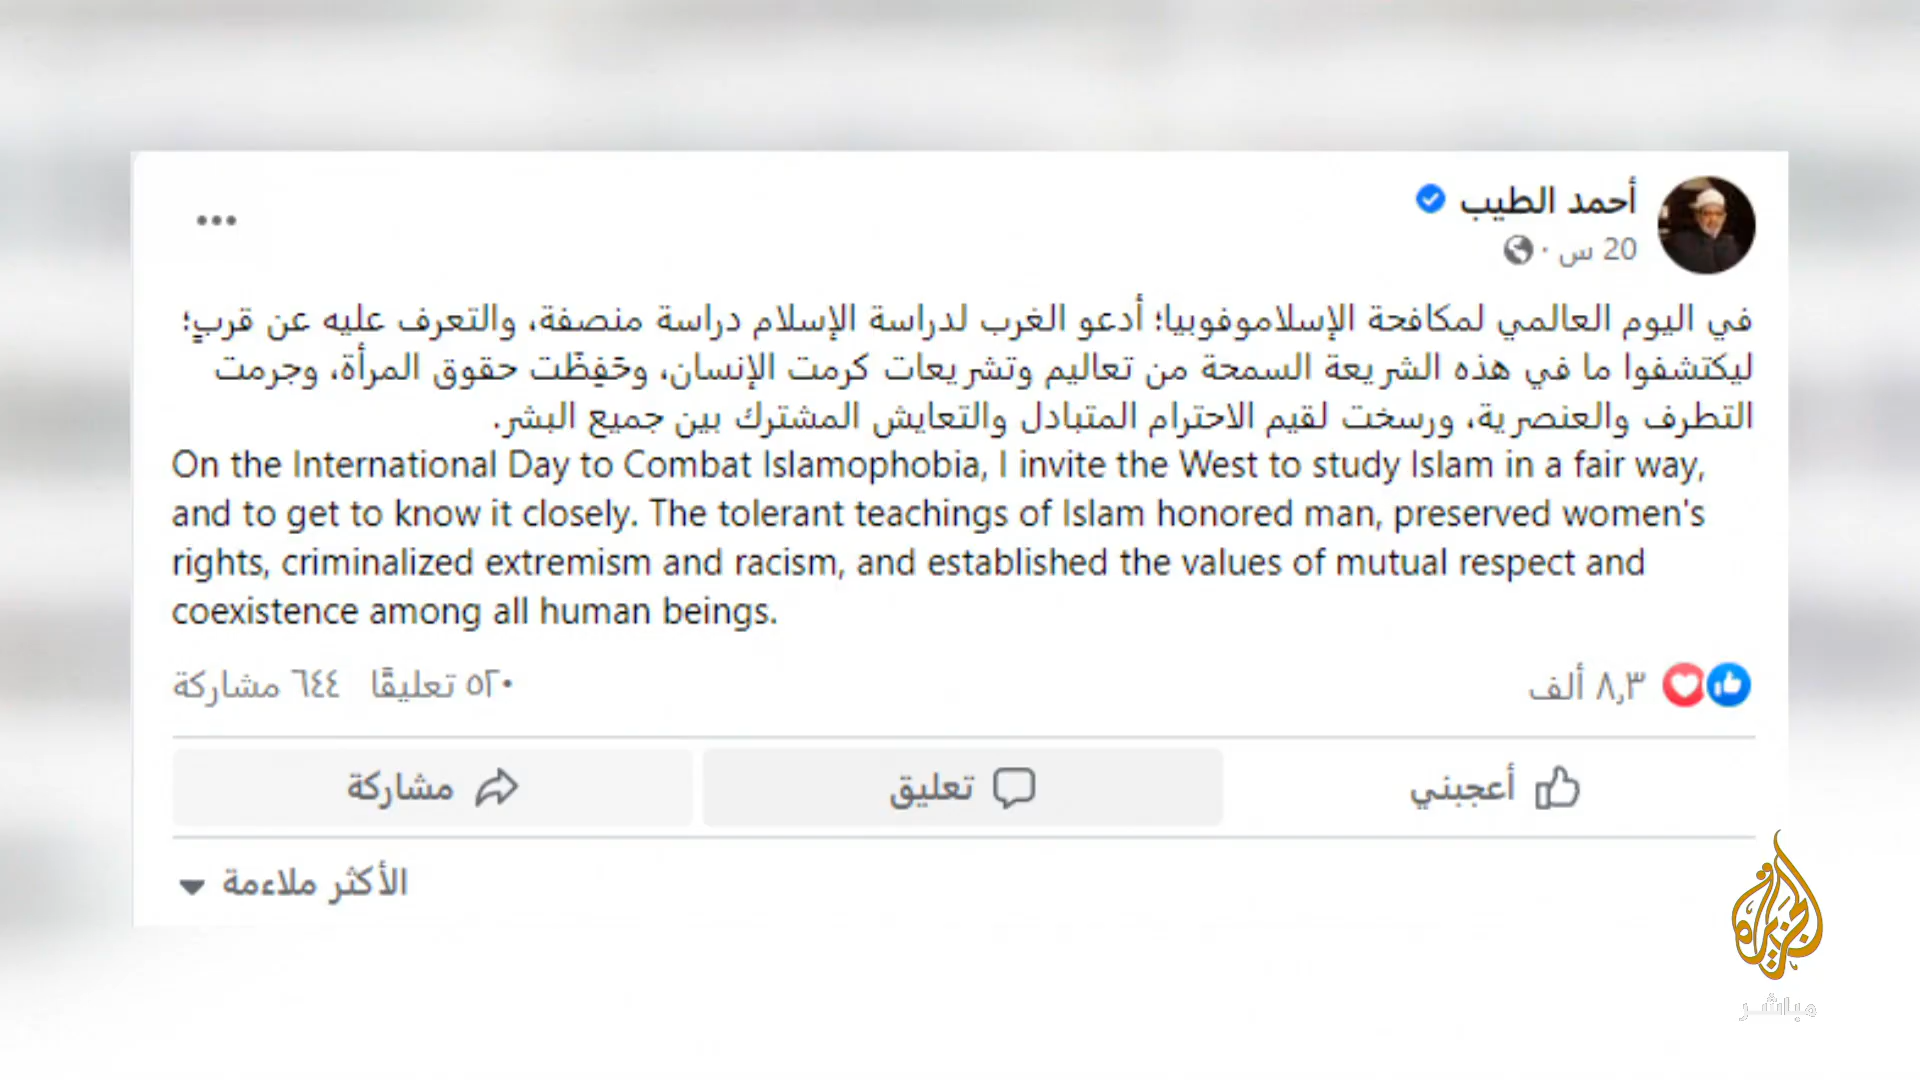 أحمد الطيب
20 س ·
في اليوم العالمي لمكافحة الإسلاموفوبيا؛ أدعو الغرب لدراسة الإسلام دراسة منصفة، والتعرف عليه عن قربٍ؛
ليكتشفوا ما في هذه الشريعة السمحة من تعاليم وتشريعات كرمت الإنسان، وحَفِظَت حقوق المرأة، وجرمت
التطرف والعنصرية، ورسخت لقيم الاحترام المتبادل والتعايش المشترك بين جميع البشر.
On the International Day to Combat Islamophobia, I invite the West to study Islam in a fair way,
and to get to know it closely. The tolerant teachings of Islam honored man, preserved women's
rights, criminalized extremism and racism, and established the values of mutual respect and
coexistence among all human beings.
٨٫٣ ألف
٥٢٠ تعليقًا ٦٤٤ مشاركة
أعجبني
تعليق
مشاركة
الأكثر ملاءمة
الجزيرة
مباشر